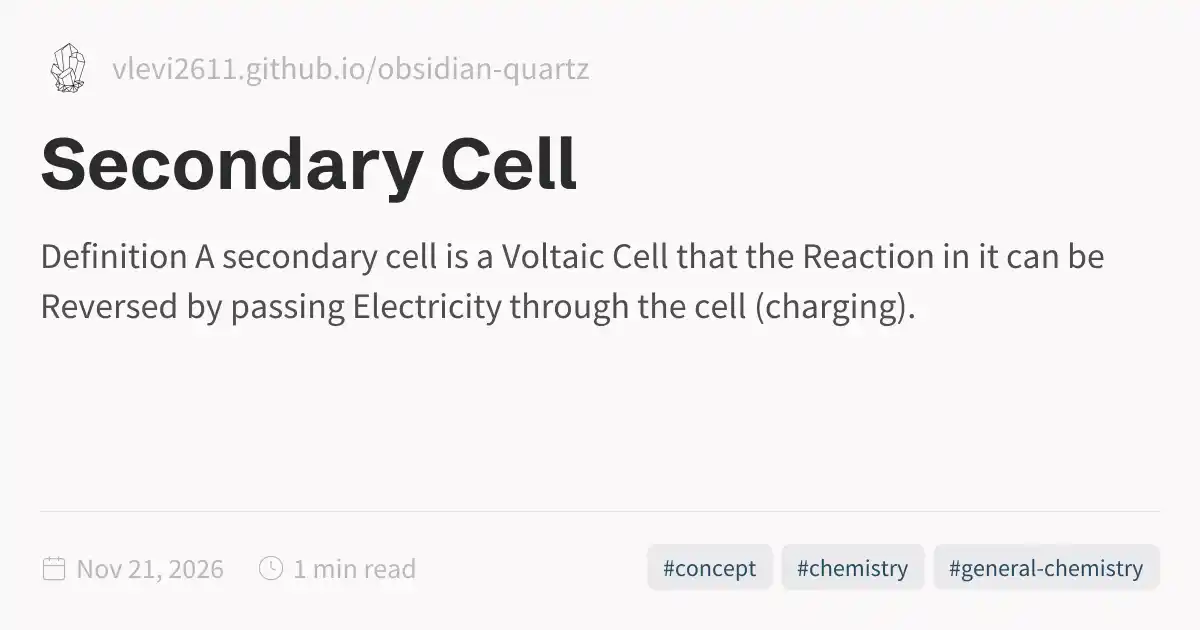 vlevi2611.github.io/obsidian-quartz
Secondary Cell
Definition A secondary cell is a Voltaic Cell that the Reaction in it can be
Reversed by passing Electricity through the cell (charging).
Nov 21, 2026 1 min read #concept #chemistry #general-chemistry